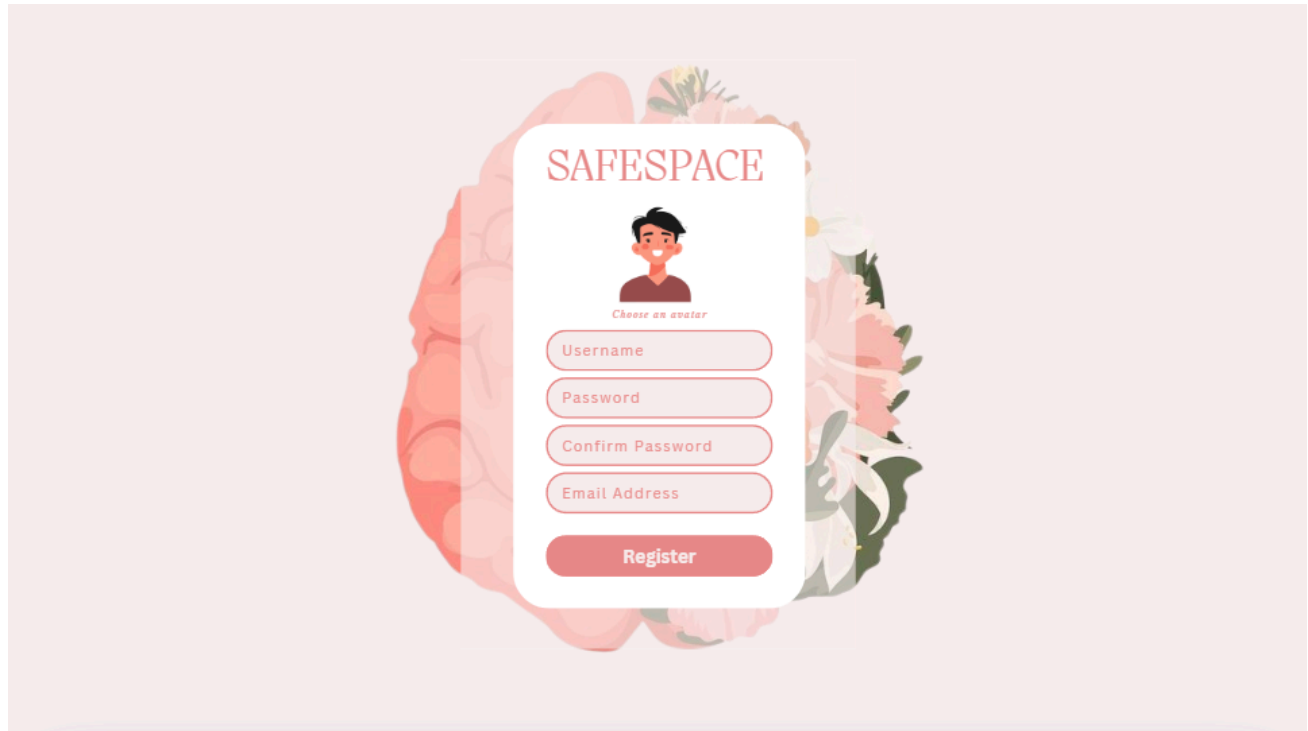 SAFESPACE
Choose an avatar
Username
Password
Confirm Password
Email Address
Register